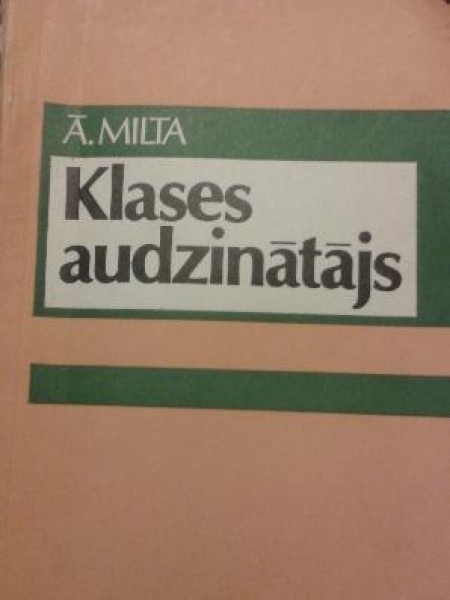 Ā. MILTA
Klases
audzinātājs